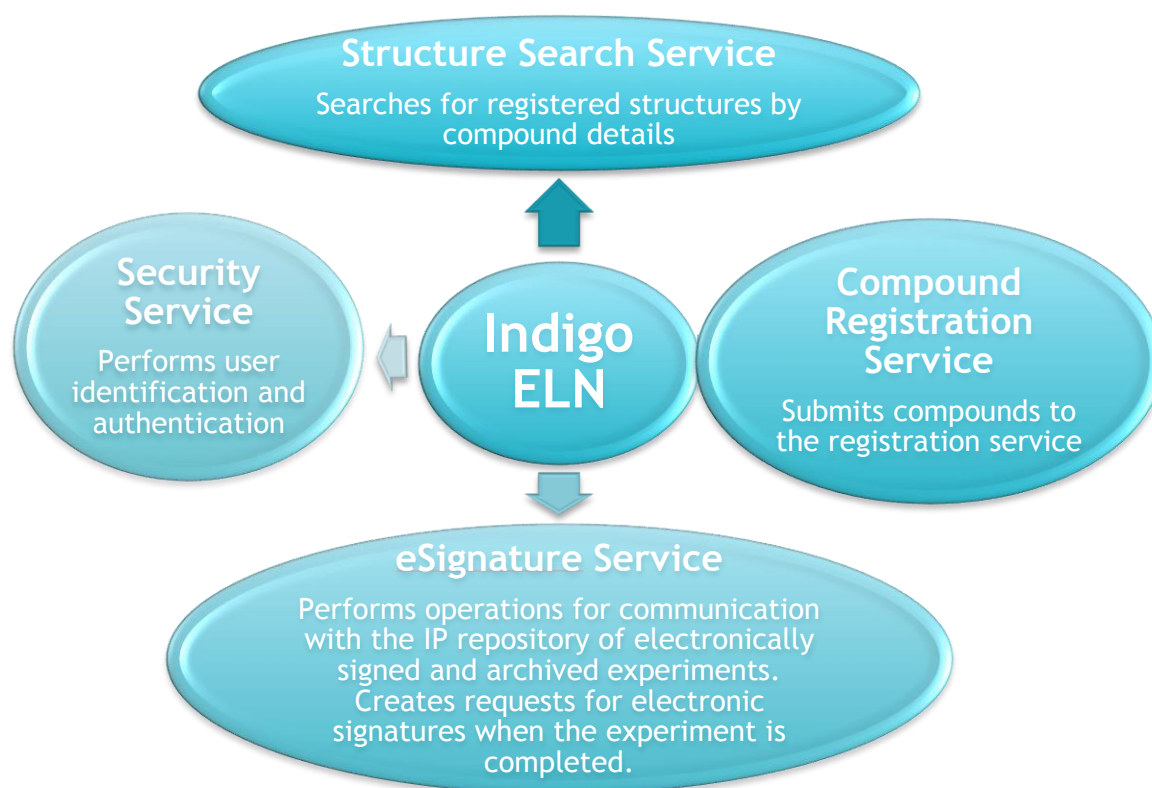 Structure Search Service
Searches for registered structures by
compound details
Security
Service
Performs user
identification and
authentication
Indigo
ELN
Compound
Registration
Service
Submits compounds to
the registration service
eSignature Service
Performs operations for communication
with the IP repository of electronically
signed and archived experiments.
Creates requests for electronic
signatures when the experiment is
completed.